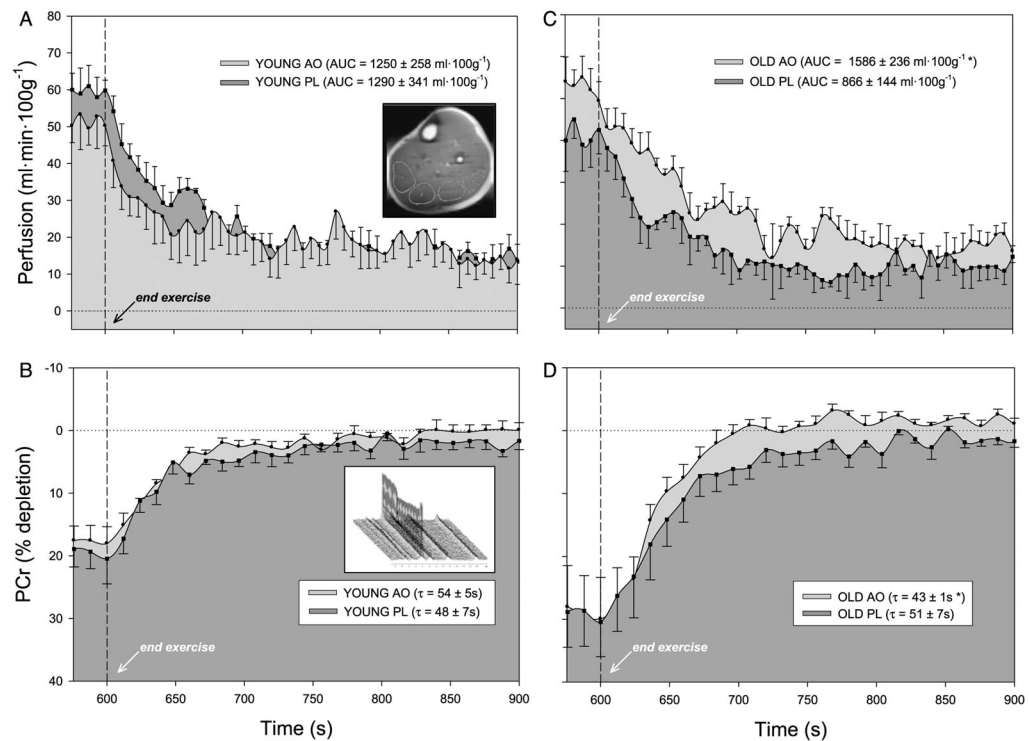 A
80
70
60
50
40
30
20
10
0
Perfusion (ml·min·100g⁻¹)
YOUNG AO (AUC = 1250 ± 258 ml·100g⁻¹)
YOUNG PL (AUC = 1290 ± 341 ml·100g⁻¹)
end exercise
C
OLD AO (AUC = 1586 ± 236 ml·100g⁻¹ *)
OLD PL (AUC = 866 ± 144 ml·100g⁻¹)
end exercise
B
-10
0
10
20
30
40
PCr (% depletion)
YOUNG AO (τ = 54 ± 5s)
YOUNG PL (τ = 48 ± 7s)
end exercise
600 650 700 750 800 850 900
Time (s)
D
OLD AO (τ = 43 ± 1s *)
OLD PL (τ = 51 ± 7s)
end exercise
600 650 700 750 800 850 900
Time (s)